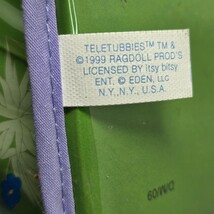 TELETUBBIES™ TM &
©1999 RAGDOLL PROD'S
LICENSED BY itsy bitsy
ENT. © EDEN, LLC
N.Y., N.Y., U.S.A.